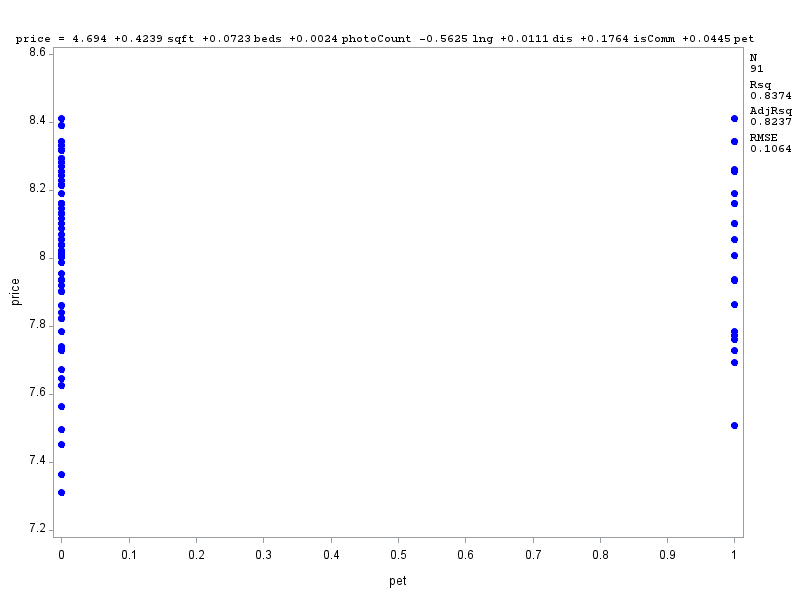 price = 4.694 +0.4239 sqft +0.0723 beds +0.0024 photoCount -0.5625 lng +0.0111 dis +0.1764 isComm +0.0445 pet
N
91
Rsq
0.8374
AdjRsq
0.8237
RMSE
0.1064
8.6
8.4
8.2
8
7.8
7.6
7.4
7.2
price
0 0.1 0.2 0.3 0.4 0.5 0.6 0.7 0.8 0.9 1
pet